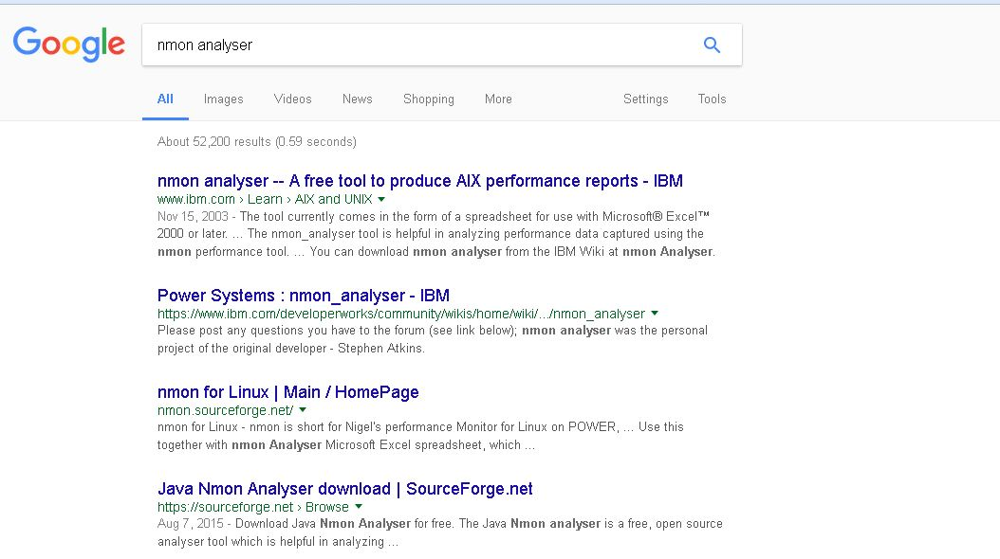 Google
nmon analyser
All Images Videos News Shopping More Settings Tools
About 52,200 results (0.59 seconds)
nmon analyser -- A free tool to produce AIX performance reports - IBM
www.ibm.com › Learn › AIX and UNIX
Nov 15, 2003 - The tool currently comes in the form of a spreadsheet for use with Microsoft® Excel™
2000 or later. ... The nmon_analyser tool is helpful in analyzing performance data captured using the
nmon performance tool. ... You can download nmon analyser from the IBM Wiki at nmon Analyser.
Power Systems : nmon_analyser - IBM
https://www.ibm.com/developerworks/community/wikis/home/wiki/.../nmon_analyser
Please post any questions you have to the forum (see link below); nmon analyser was the personal
project of the original developer - Stephen Atkins.
nmon for Linux | Main / HomePage
nmon.sourceforge.net/
nmon for Linux - nmon is short for Nigel's performance Monitor for Linux on POWER, ... Use this
together with nmon Analyser Microsoft Excel spreadsheet, which ...
Java Nmon Analyser download | SourceForge.net
https://sourceforge.net › Browse
Aug 7, 2015 - Download Java Nmon Analyser for free. The Java Nmon analyser is a free, open source
analyser tool which is helpful in analyzing ...